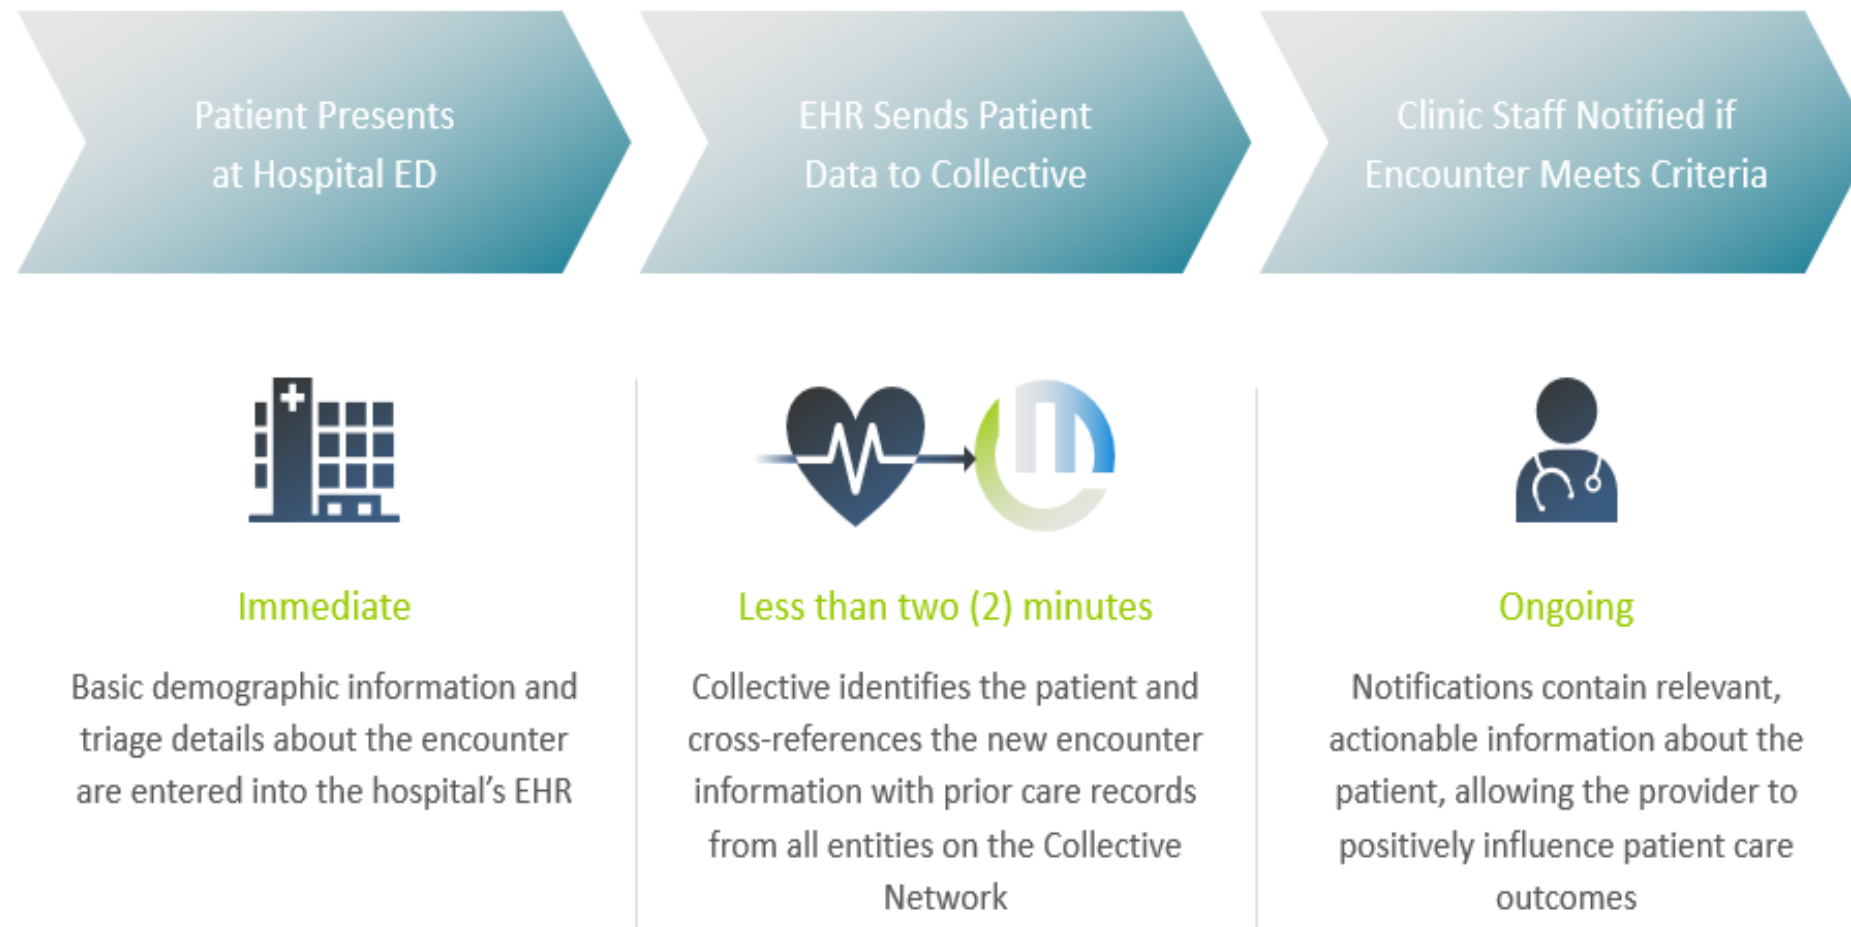 Patient Presents
at Hospital ED
EHR Sends Patient
Data to Collective
Clinic Staff Notified if
Encounter Meets Criteria
Immediate
Basic demographic information and
triage details about the encounter
are entered into the hospital’s EHR
Less than two (2) minutes
Collective identifies the patient and
cross-references the new encounter
information with prior care records
from all entities on the Collective
Network
Ongoing
Notifications contain relevant,
actionable information about the
patient, allowing the provider to
positively influence patient care
outcomes